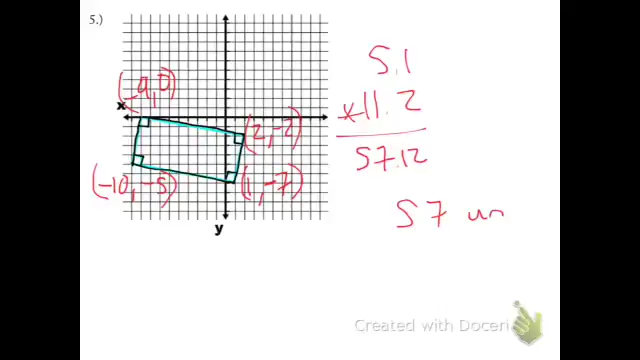 5.)
(-9,0)
x
(2,-2)
(-10,-5)
(1,-7)
y
5.1
x11.2
57.12
57 un
Created with Doceri